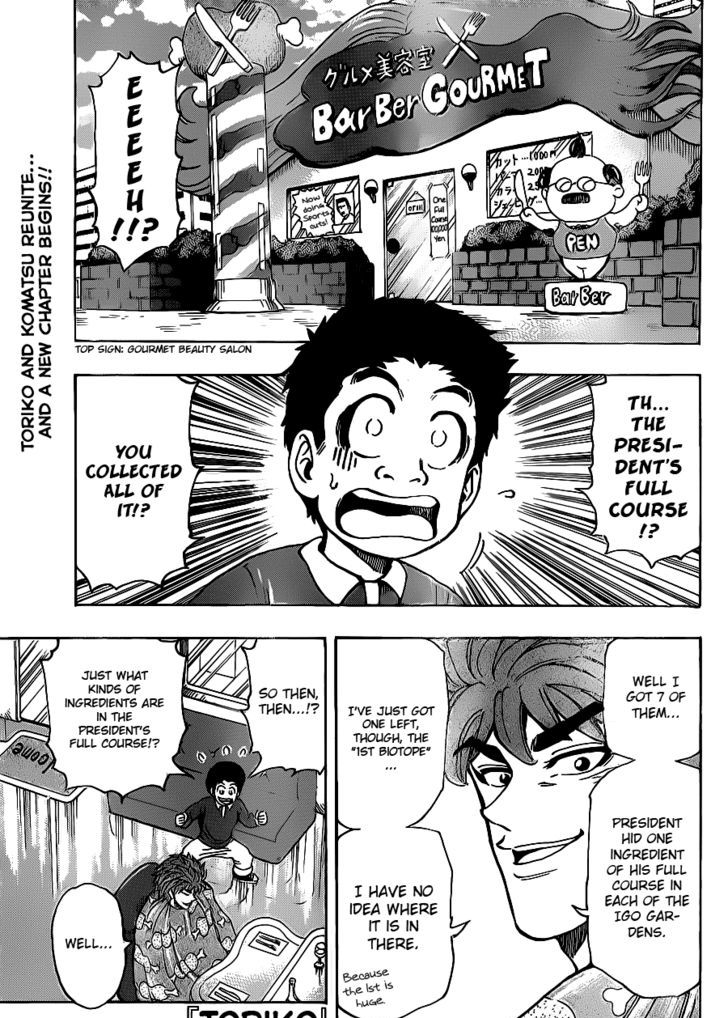 TORIKO AND KOMATSU REUNITE...
AND A NEW CHAPTER BEGINS!!
グルメ美容室
BarBer GOURMET
EEEEH
!!!?
Now
doing
Sports
cuts!
One
Full
Course
カット...1000円
PEN
BarBer
TOP SIGN: GOURMET BEAUTY SALON
TH...
THE
PRESI-
DENT'S
FULL
COURSE
!?
YOU
COLLECTED
ALL OF
IT!?
WELL I
GOT 7 OF
THEM...
I'VE JUST GOT
ONE LEFT,
THOUGH, THE
"1ST BIOTOPE"
...
PRESIDENT
HID ONE
INGREDIENT
OF HIS FULL
COURSE IN
EACH OF THE
IGO GAR-
DENS.
I HAVE NO
IDEA WHERE
IT IS IN
THERE.
Because
the 1st is
huge.
SO THEN,
THEN...!?
JUST WHAT
KINDS OF
INGREDIENTS ARE
IN THE
PRESIDENT'S
FULL COURSE!?
WELL...
「TORIKO」